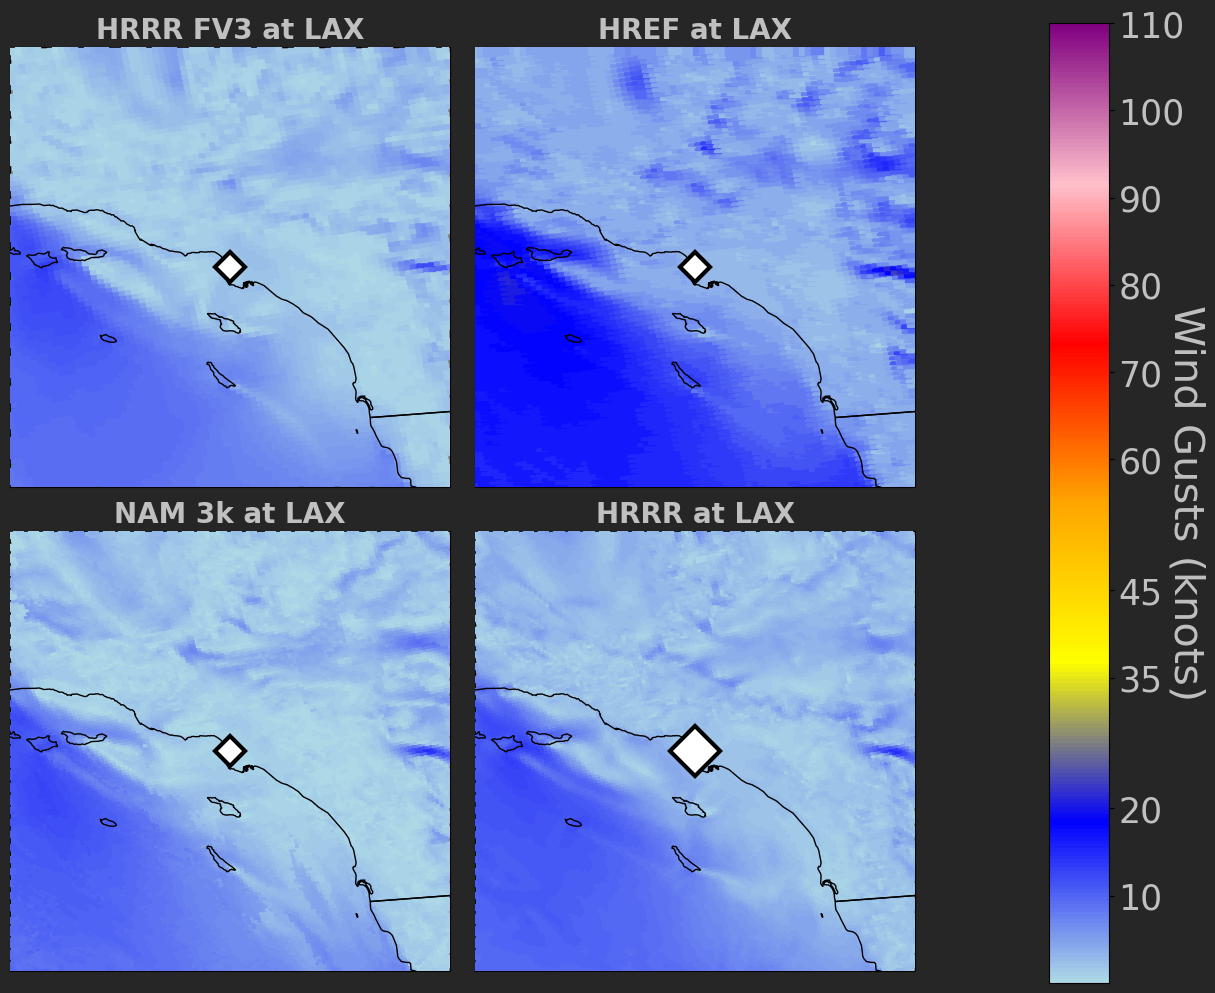 HRRR FV3 at LAX
HREF at LAX
NAM 3k at LAX
HRRR at LAX
110
100
90
80
70
60
45
35
20
10
Wind Gusts (knots)